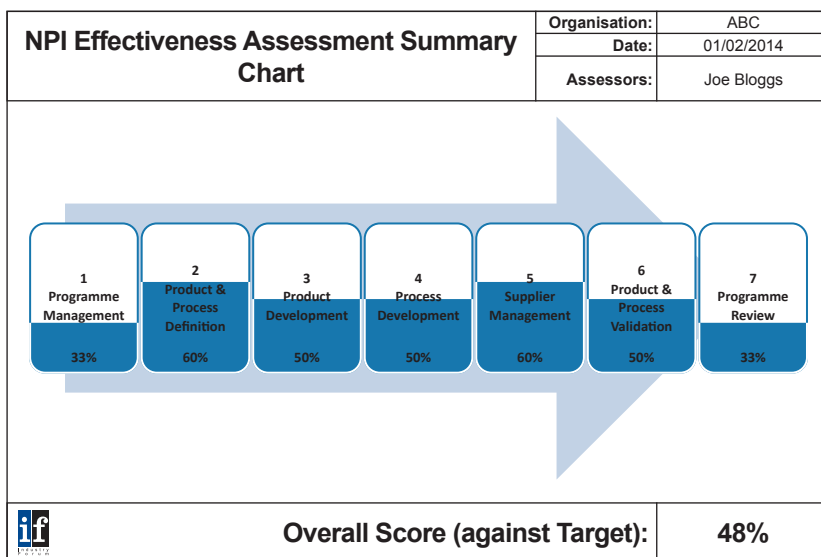 NPI Effectiveness Assessment Summary
Chart
Organisation: ABC
Date: 01/02/2014
Assessors: Joe Bloggs
1
Programme
Management
33%
2
Product &
Process
Definition
60%
3
Product
Development
50%
4
Process
Development
50%
5
Supplier
Management
60%
6
Product &
Process
Validation
50%
7
Programme
Review
33%
if
Industry
Forum
Overall Score (against Target): 48%